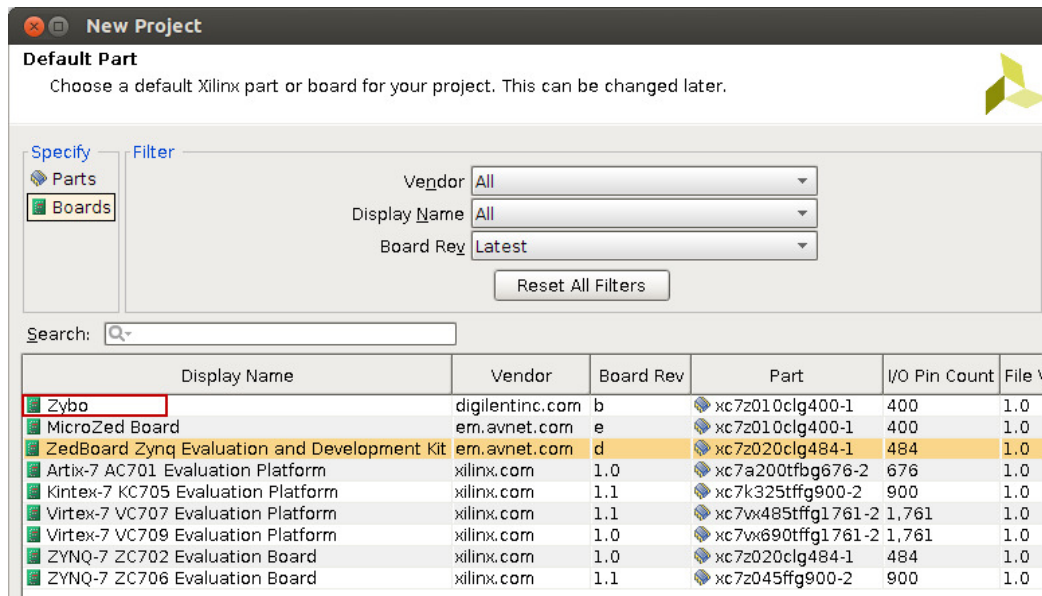 New Project
Default Part
Choose a default Xilinx part or board for your project. This can be changed later.
Specify Filter
Parts
Boards
Vendor All
Display Name All
Board Rev Latest
Reset All Filters
Search:
Display Name Vendor Board Rev Part I/O Pin Count File
Zybo digilentinc.com b xc7z010clg400-1 400 1.0
MicroZed Board em.avnet.com e xc7z010clg400-1 400 1.0
ZedBoard Zynq Evaluation and Development Kit em.avnet.com d xc7z020clg484-1 484 1.0
Artix-7 AC701 Evaluation Platform xilinx.com 1.0 xc7a200tfbg676-2 676 1.0
Kintex-7 KC705 Evaluation Platform xilinx.com 1.1 xc7k325tffg900-2 900 1.0
Virtex-7 VC707 Evaluation Platform xilinx.com 1.1 xc7vx485tffg1761-2 1,761 1.0
Virtex-7 VC709 Evaluation Platform xilinx.com 1.0 xc7vx690tffg1761-2 1,761 1.0
ZYNQ-7 ZC702 Evaluation Board xilinx.com 1.0 xc7z020clg484-1 484 1.0
ZYNQ-7 ZC706 Evaluation Board xilinx.com 1.1 xc7z045ffg900-2 900 1.0